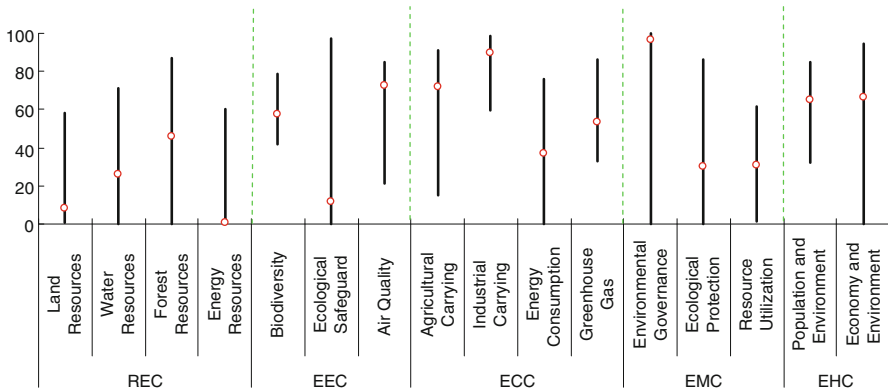 100
80
60
40
20
0
Land
Resources
Water
Resources
Forest
Resources
Energy
Resources
Biodiversity
Ecological
Safeguard
Air Quality
Agricultural
Carrying
Industrial
Carrying
Energy
Consumption
Greenhouse
Gas
Environmental
Governance
Ecological
Protection
Resource
Utilization
Population and
Environment
Economy and
Environment
REC
EEC
ECC
EMC
EHC